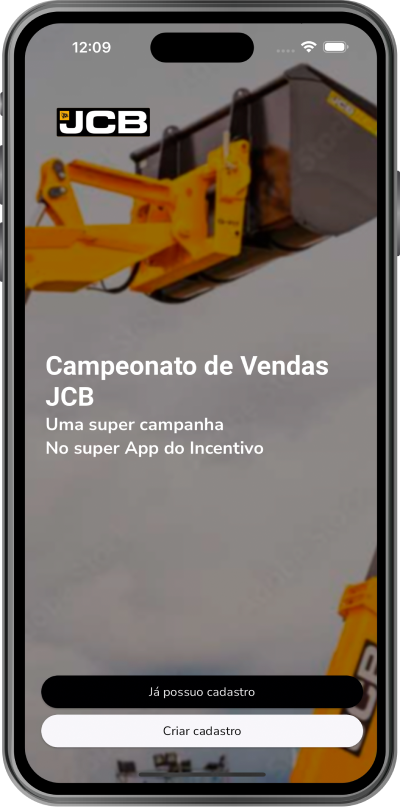 12:09
JCB
Campeonato de Vendas
JCB
Uma super campanha
No super App do Incentivo
Já possuo cadastro
Criar cadastro